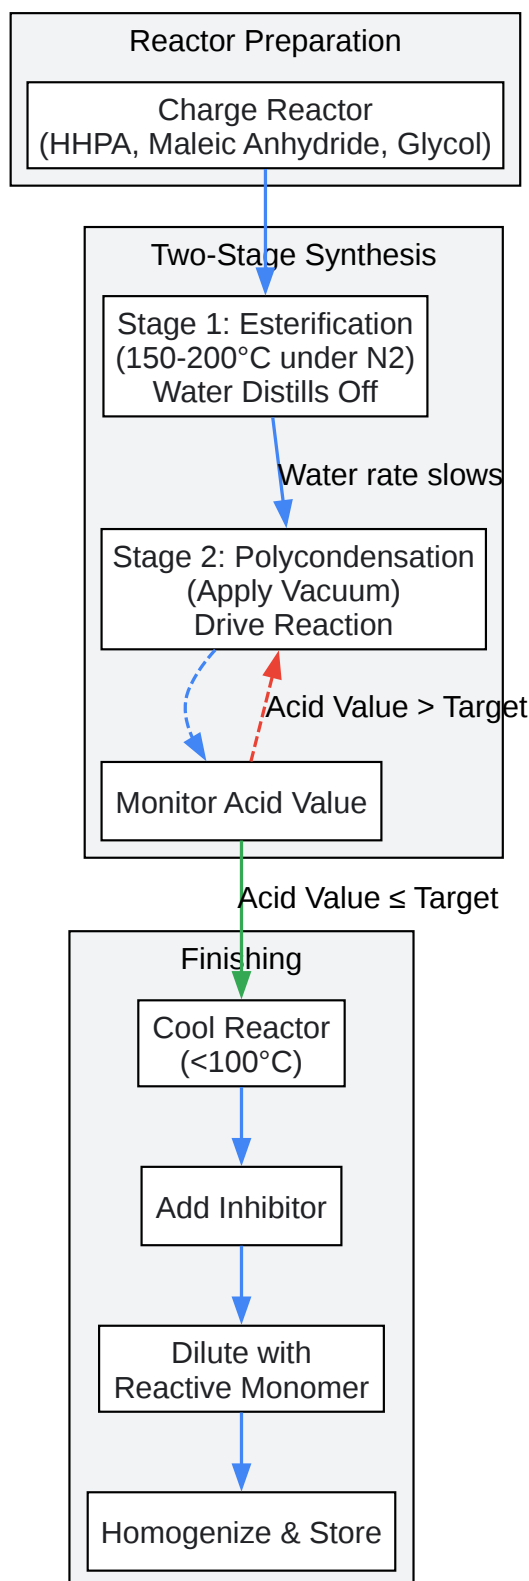 Reactor Preparation
Charge Reactor
(HHPA, Maleic Anhydride, Glycol)
Two-Stage Synthesis
Stage 1: Esterification
(150-200°C under N2)
Water Distills Off
Water rate slows
Stage 2: Polycondensation
(Apply Vacuum)
Drive Reaction
Acid Value > Target
Monitor Acid Value
Acid Value ≤ Target
Finishing
Cool Reactor
(<100°C)
Add Inhibitor
Dilute with
Reactive Monomer
Homogenize & Store